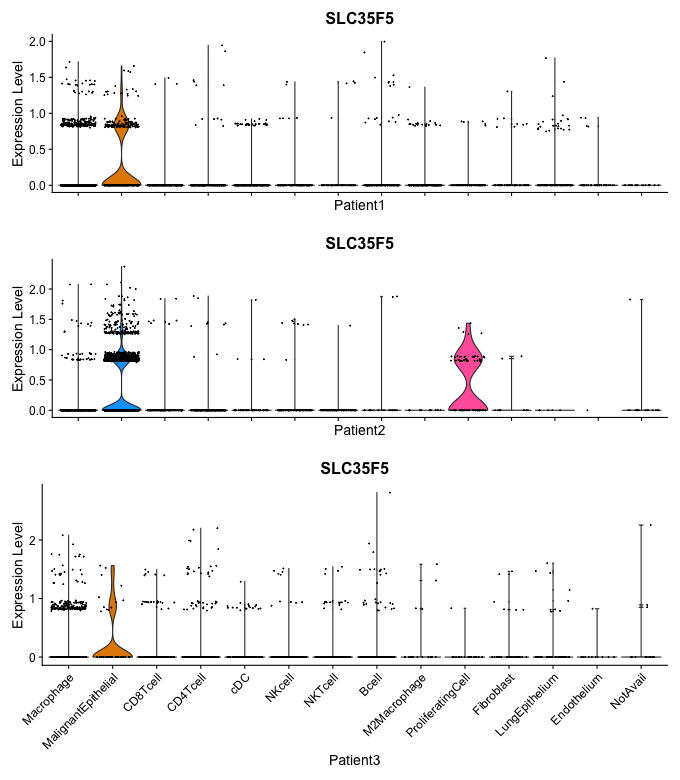 SLC35F5
Expression Level
2.0
1.5
1.0
0.5
0.0
Patient1
SLC35F5
Expression Level
2.0
1.5
1.0
0.5
0.0
Patient2
SLC35F5
Expression Level
2
1
0
Macrophage
MalignantEpithelial
CD8Tcell
CD4Tcell
cDC
NKcell
NKTcell
Bcell
M2Macrophage
ProliferatingCell
Fibroblast
LungEpithelium
Endothelium
NotAvail
Patient3